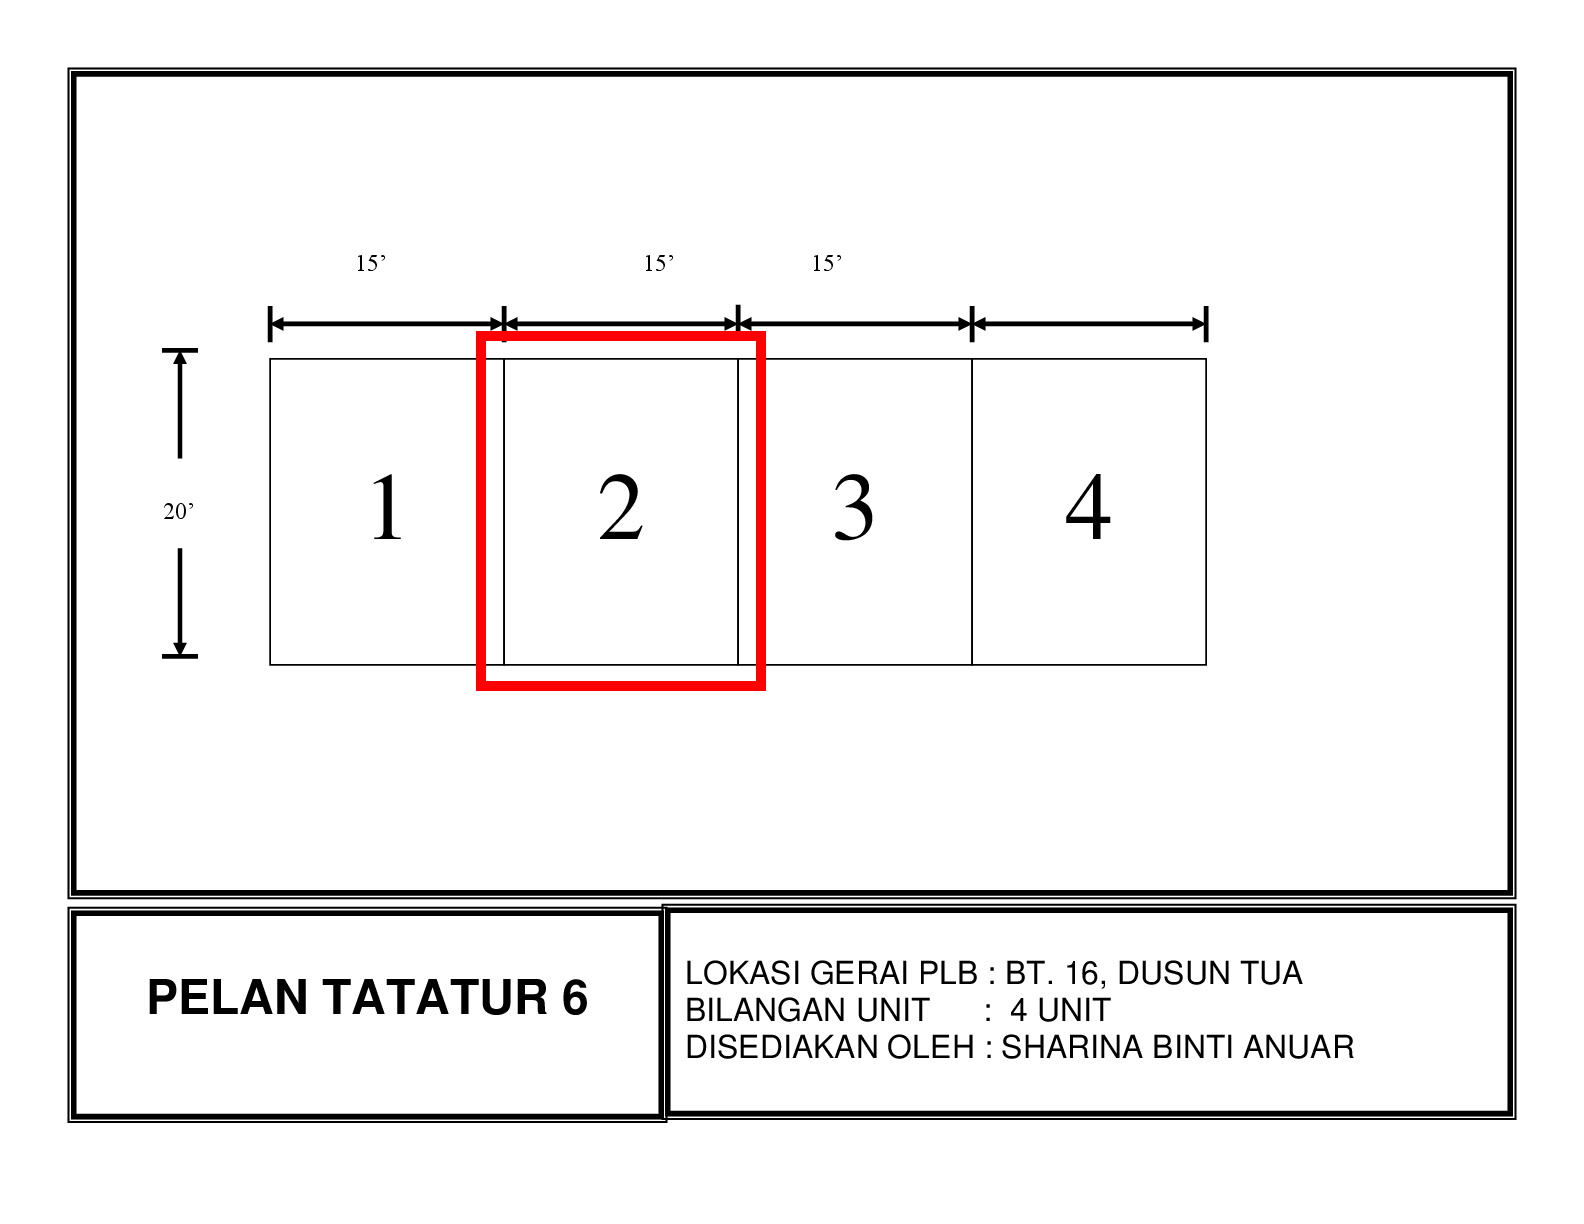 15’ 15’ 15’
20’
1 2 3 4
PELAN TATATUR 6
LOKASI GERAI PLB : BT. 16, DUSUN TUA
BILANGAN UNIT : 4 UNIT
DISEDIAKAN OLEH : SHARINA BINTI ANUAR